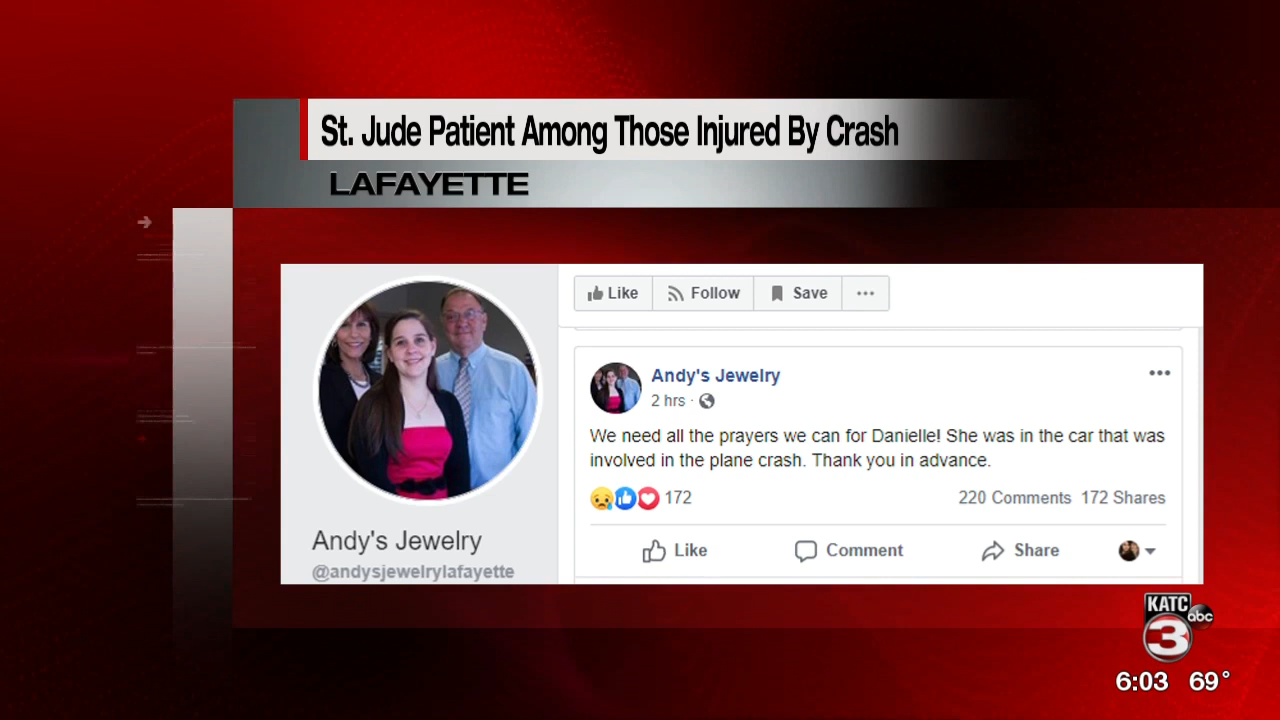 St. Jude Patient Among Those Injured By Crash
LAFAYETTE
Like
Follow
Save
Andy's Jewelry
2 hrs ·
We need all the prayers we can for Danielle! She was in the car that was
involved in the plane crash. Thank you in advance.
172
220 Comments 172 Shares
Like
Comment
Share
Andy's Jewelry
@andysjewelrylafayette
KATC
abc
3
6:03 69°